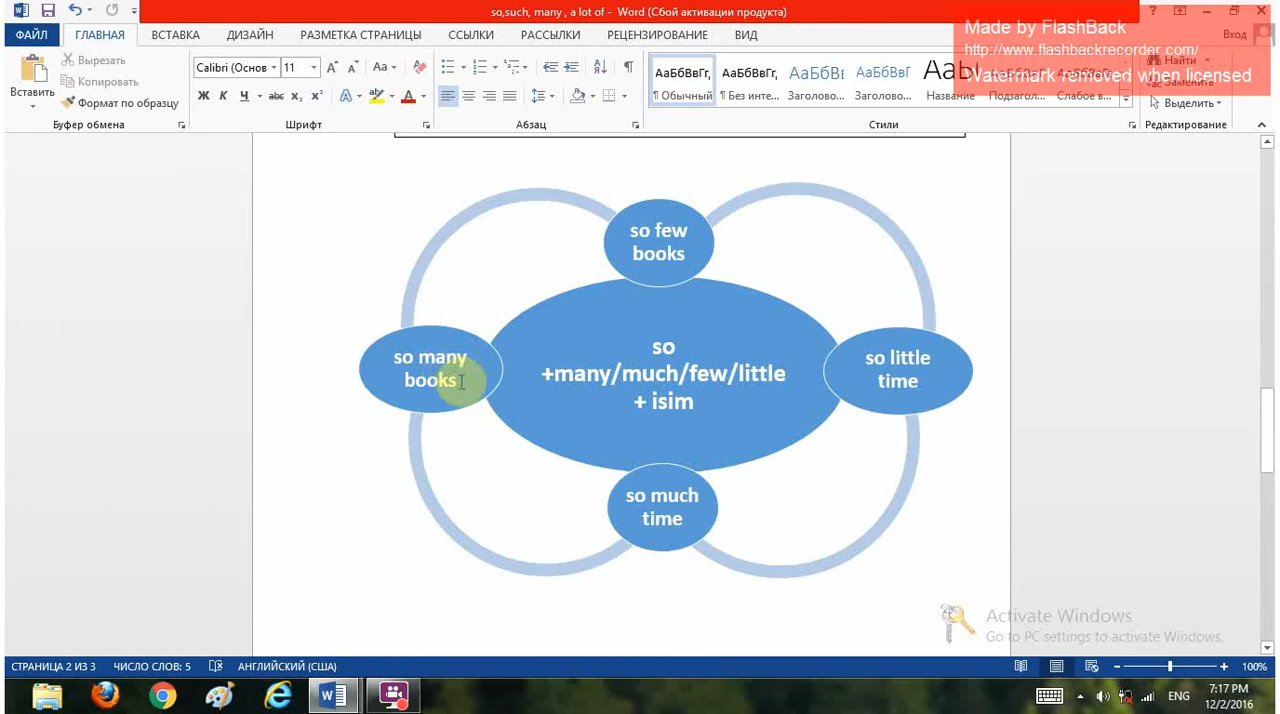 so,such, many , a lot of - Word (Сбой активации продукта)
ФАЙЛ ГЛАВНАЯ ВСТАВКА ДИЗАЙН РАЗМЕТКА СТРАНИЦЫ ССЫЛКИ РАССЫЛКИ РЕЦЕНЗИРОВАНИЕ ВИД Вход
Made by FlashBack
http://www.flashbackrecorder.com/
Watermark removed when licensed
Вставить
Вырезать
Копировать
Формат по образцу
Буфер обмена
Calibri (Основ 11
Шрифт
Абзац
АаБбВвГг, АаБбВвГг, АаБбВі АаБбВвГ
¶ Обычный ¶ Без инте... Заголово... Заголово... Название Подзагол... Слабое в...
Стили
Найти
Заменить
Выделить
Редактирование
so few
books
so many
books
so
+many/much/few/little
+ isim
so little
time
so much
time
Activate Windows
Go to PC settings to activate Windows.
СТРАНИЦА 2 ИЗ 3 ЧИСЛО СЛОВ: 5 АНГЛИЙСКИЙ (США) 100%
ENG
7:17 PM
12/2/2016